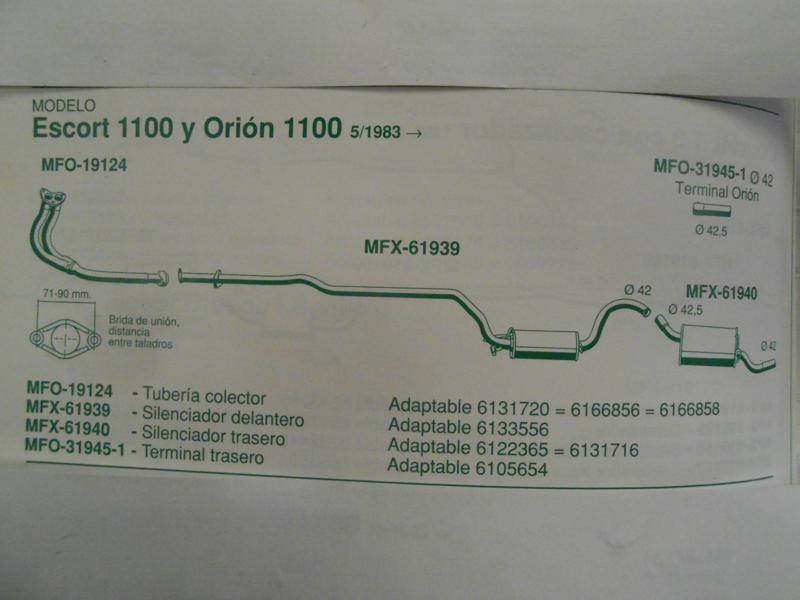 MODELO
Escort 1100 y Orión 1100 5/1983 →
MFO-19124
MFO-31945-1 Ø 42
Terminal Orión
Ø 42,5
MFX-61939
71-90 mm.
Brida de unión,
distancia
entre taladros
Ø 42
MFX-61940
Ø 42,5
Ø 42
MFO-19124 - Tubería colector Adaptable 6131720 = 6166856 = 6166858
MFX-61939 - Silenciador delantero Adaptable 6133556
MFX-61940 - Silenciador trasero Adaptable 6122365 = 6131716
MFO-31945-1 - Terminal trasero Adaptable 6105654